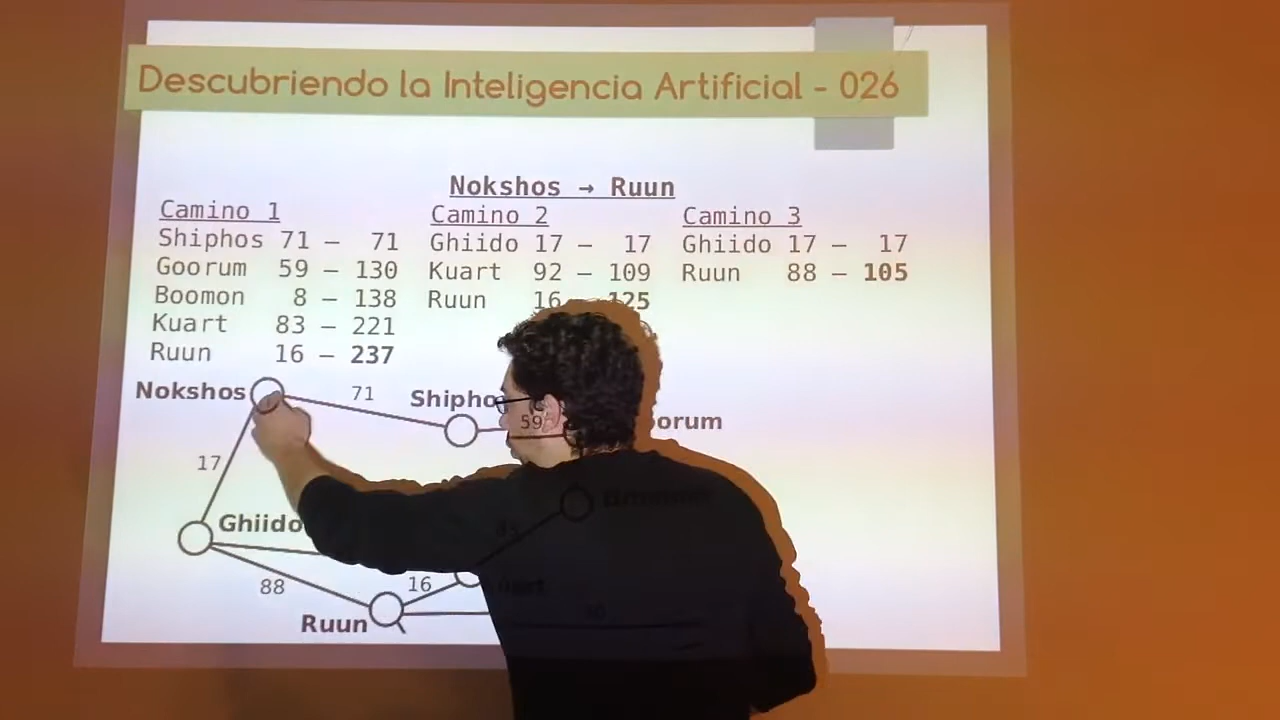 Descubriendo la Inteligencia Artificial - 026
Nokshos → Ruun
Camino 1
Shiphos 71 – 71
Goorum 59 – 130
Boomon 8 – 138
Kuart 83 – 221
Ruun 16 – 237
Camino 2
Ghiido 17 – 17
Kuart 92 – 109
Ruun 16 – 125
Camino 3
Ghiido 17 – 17
Ruun 88 – 105
Nokshos
71
Shipho
59
orum
17
Ghiido
88
16
Ruun